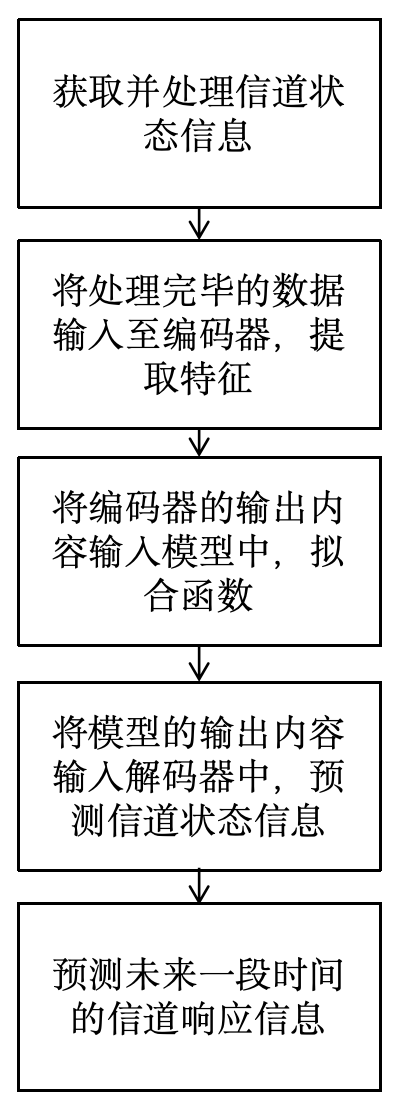 获取并处理信道状
态信息
将处理完毕的数据
输入至编码器，提
取特征
将编码器的输出内
容输入模型中，拟
合函数
将模型的输出内容
输入解码器中，预
测信道状态信息
预测未来一段时间
的信道响应信息